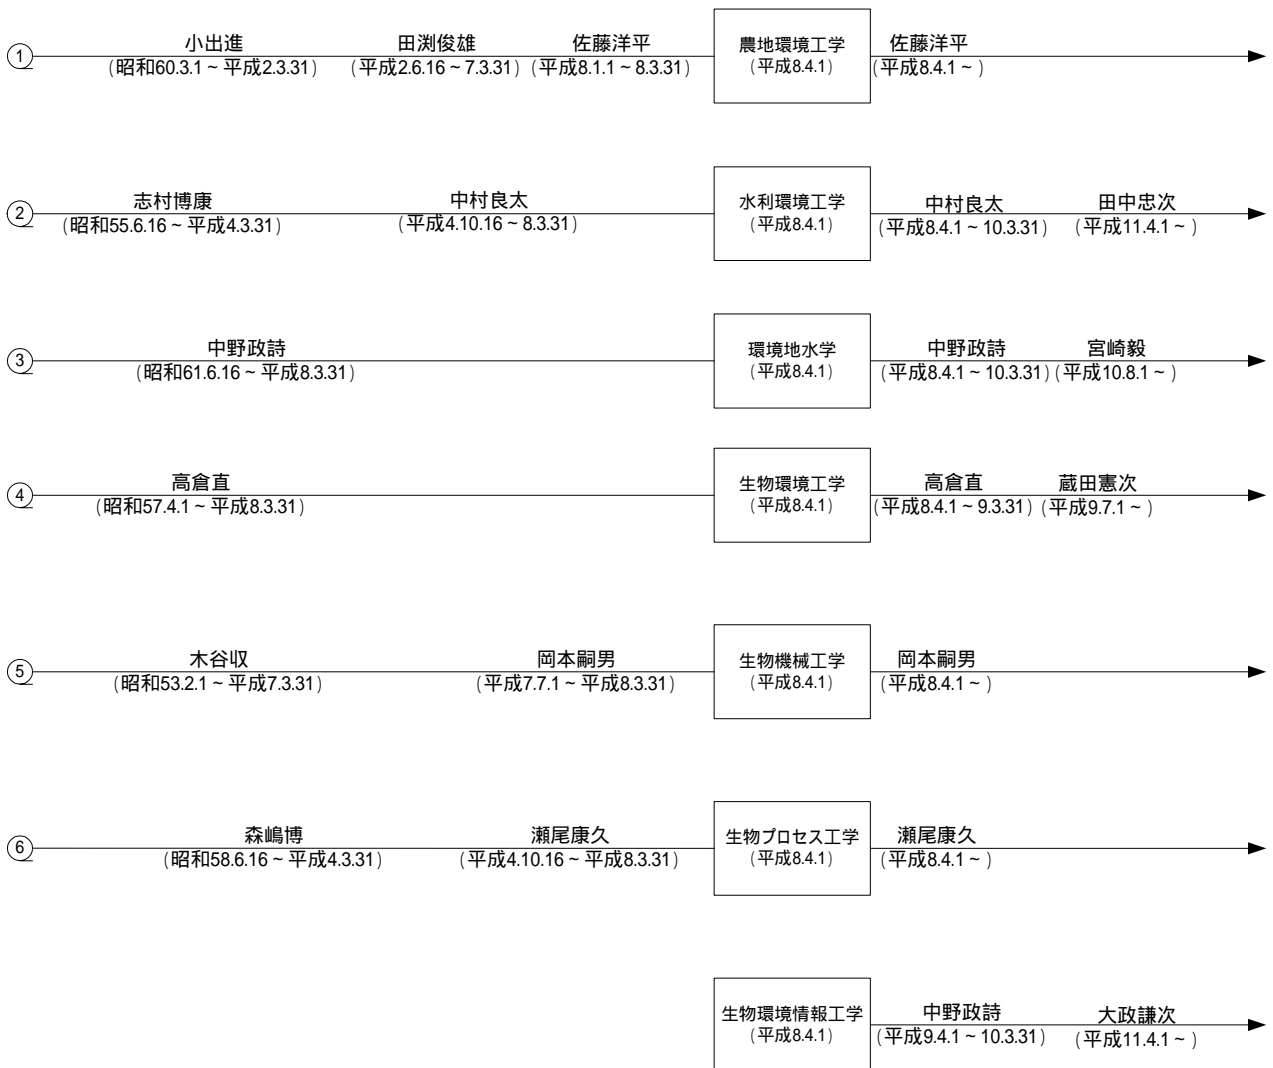 ① 小出進 田渕俊雄 佐藤洋平 農地環境工学 佐藤洋平
(昭和60.3.1 ~ 平成2.3.31) (平成2.6.16 ~ 7.3.31) (平成8.1.1 ~ 8.3.31) (平成8.4.1) (平成8.4.1 ~ )
② 志村博康 中村良太 水利環境工学 中村良太 田中忠次
(昭和55.6.16 ~ 平成4.3.31) (平成4.10.16 ~ 8.3.31) (平成8.4.1) (平成8.4.1 ~ 10.3.31) (平成11.4.1 ~ )
③ 中野政詩 環境地水学 中野政詩 宮崎毅
(昭和61.6.16 ~ 平成8.3.31) (平成8.4.1) (平成8.4.1 ~ 10.3.31) (平成10.8.1 ~ )
④ 高倉直 生物環境工学 高倉直 蔵田憲次
(昭和57.4.1 ~ 平成8.3.31) (平成8.4.1) (平成8.4.1 ~ 9.3.31) (平成9.7.1 ~ )
⑤ 木谷収 岡本嗣男 生物機械工学 岡本嗣男
(昭和53.2.1 ~ 平成7.3.31) (平成7.7.1 ~ 平成8.3.31) (平成8.4.1) (平成8.4.1 ~ )
⑥ 森嶋博 瀬尾康久 生物プロセス工学 瀬尾康久
(昭和58.6.16 ~ 平成4.3.31) (平成4.10.16 ~ 平成8.3.31) (平成8.4.1) (平成8.4.1 ~ )
生物環境情報工学 中野政詩 大政謙次
(平成8.4.1) (平成9.4.1 ~ 10.3.31) (平成11.4.1 ~ )